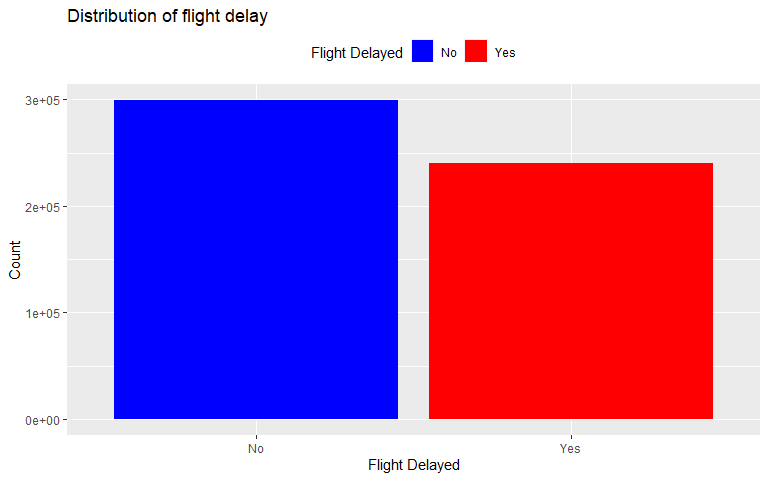 Distribution of flight delay
Flight Delayed No Yes
3e+05
2e+05
1e+05
0e+00
Count
No Yes
Flight Delayed